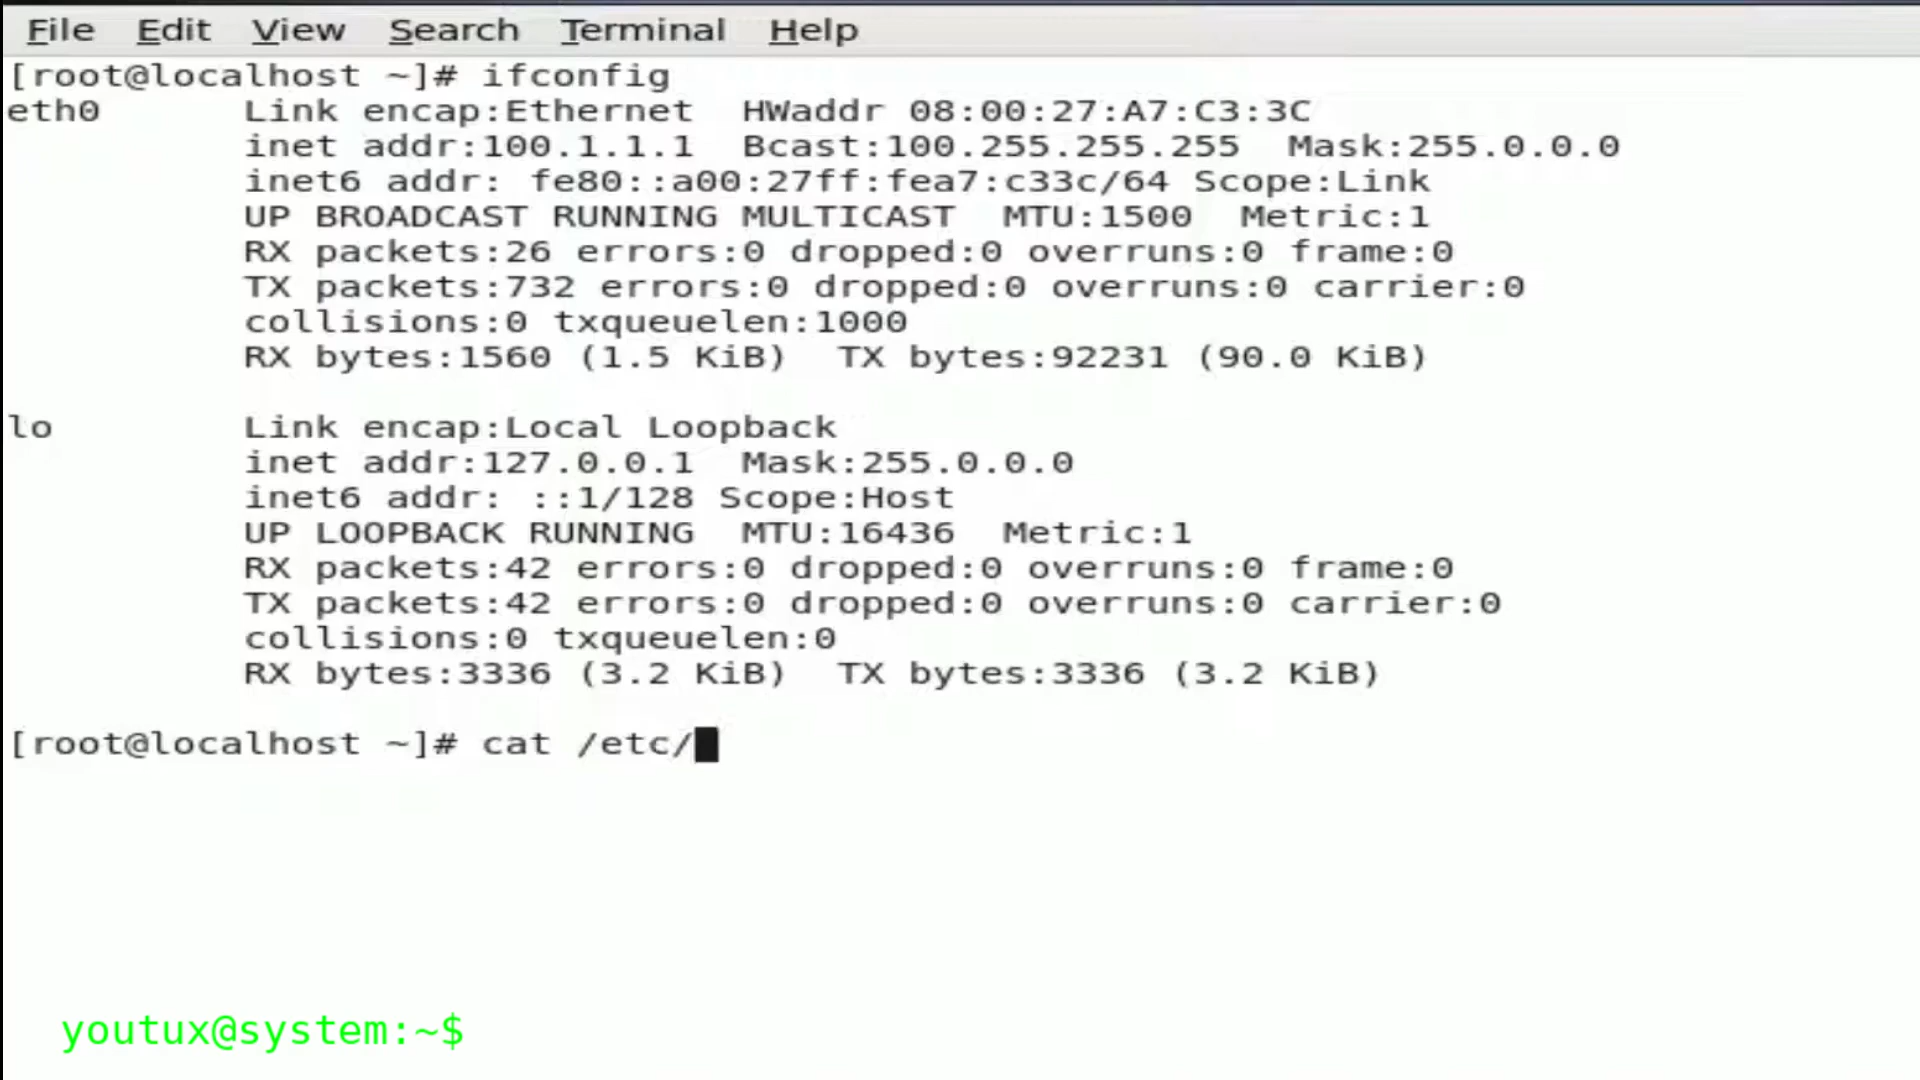 File Edit View Search Terminal Help
[root@localhost ~]# ifconfig
eth0 Link encap:Ethernet HWaddr 08:00:27:A7:C3:3C
inet addr:100.1.1.1 Bcast:100.255.255.255 Mask:255.0.0.0
inet6 addr: fe80::a00:27ff:fea7:c33c/64 Scope:Link
UP BROADCAST RUNNING MULTICAST MTU:1500 Metric:1
RX packets:26 errors:0 dropped:0 overruns:0 frame:0
TX packets:732 errors:0 dropped:0 overruns:0 carrier:0
collisions:0 txqueuelen:1000
RX bytes:1560 (1.5 KiB) TX bytes:92231 (90.0 KiB)
lo Link encap:Local Loopback
inet addr:127.0.0.1 Mask:255.0.0.0
inet6 addr: ::1/128 Scope:Host
UP LOOPBACK RUNNING MTU:16436 Metric:1
RX packets:42 errors:0 dropped:0 overruns:0 frame:0
TX packets:42 errors:0 dropped:0 overruns:0 carrier:0
collisions:0 txqueuelen:0
RX bytes:3336 (3.2 KiB) TX bytes:3336 (3.2 KiB)
[root@localhost ~]# cat /etc/
youtux@system:~$